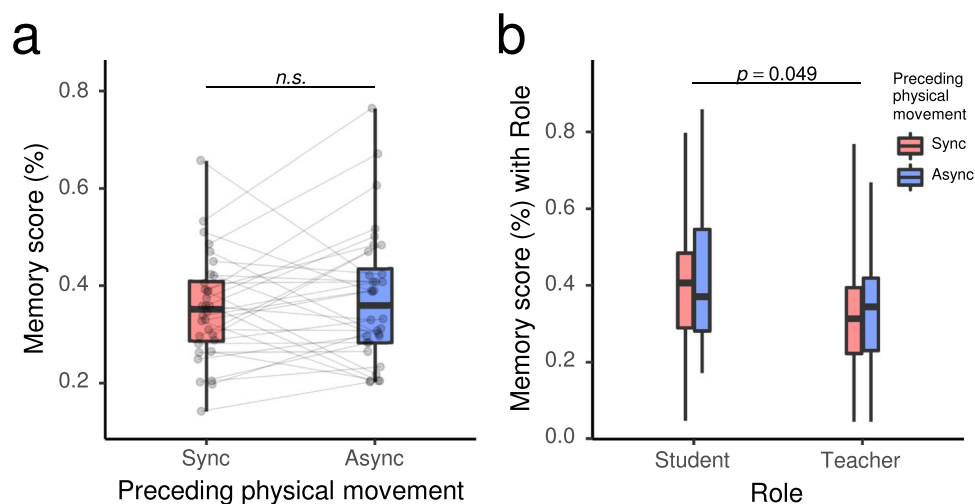 a
n.s.
0.8
0.6
0.4
0.2
Memory score (%)
Sync
Async
Preceding physical movement
b
p = 0.049
Preceding
physical
movement
Sync
Async
0.8
0.6
0.4
0.2
0.0
Memory score (%) with Role
Student
Teacher
Role